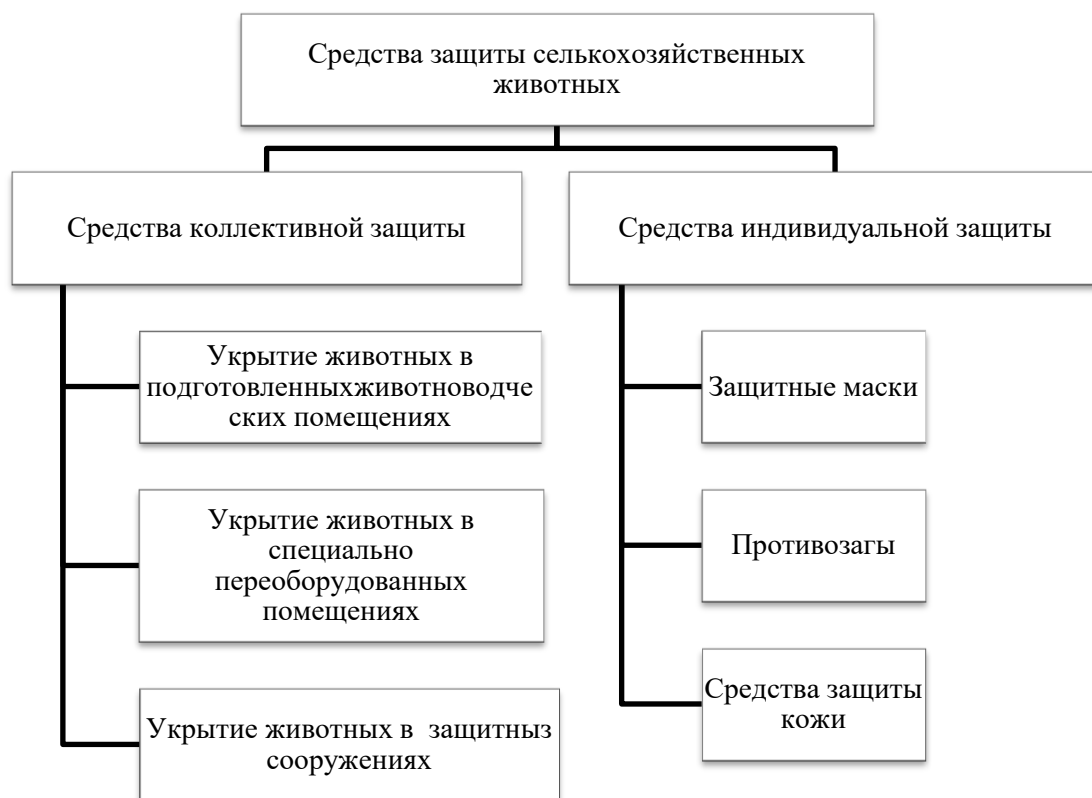 Средства защиты селькохозяйственных
животных
Средства коллективной защиты
Средства индивидуальной защиты
Укрытие животных в
подготовленныхживотноводче
ских помещениях
Укрытие животных в
специально
переоборудованных
помещениях
Укрытие животных в защитныз
сооружениях
Защитные маски
Противозагы
Средства защиты
кожи